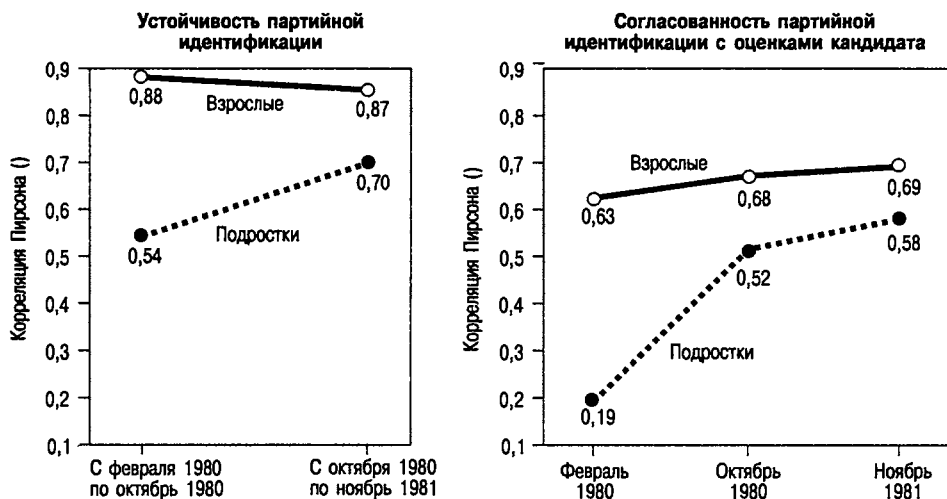 Устойчивость партийной
идентификации
Корреляция Пирсона ()
0,9
0,8
0,7
0,6
0,5
0,4
0,3
0,2
0,1
0,88
Взрослые
0,87
0,70
Подростки
0,54
С февраля 1980
по октябрь 1980
С октября 1980
по ноябрь 1981
Согласованность партийной
идентификации с оценками кандидата
Корреляция Пирсона ()
0,9
0,8
0,7
0,6
0,5
0,4
0,3
0,2
0,1
Взрослые
0,63
0,68
0,69
0,52
0,58
Подростки
0,19
Февраль
1980
Октябрь
1980
Ноябрь
1981